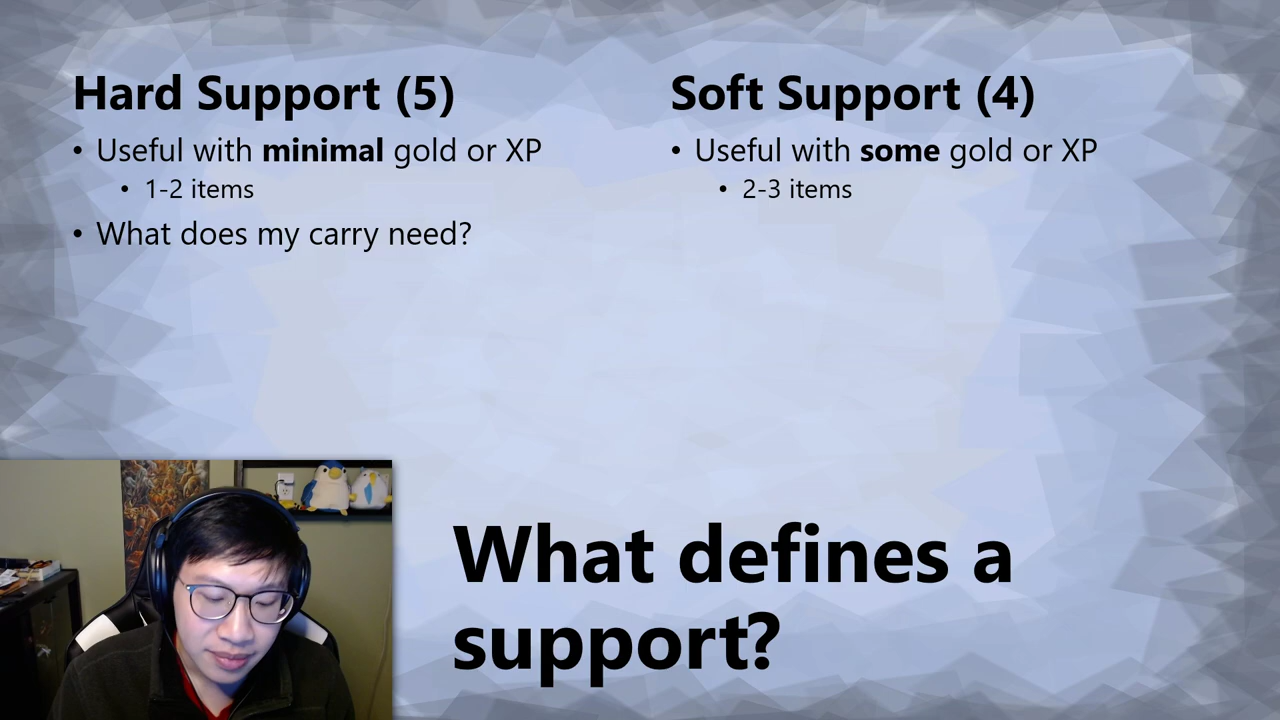 Hard Support (5)
• Useful with minimal gold or XP
• 1-2 items
• What does my carry need?
Soft Support (4)
• Useful with some gold or XP
• 2-3 items
What defines a
support?